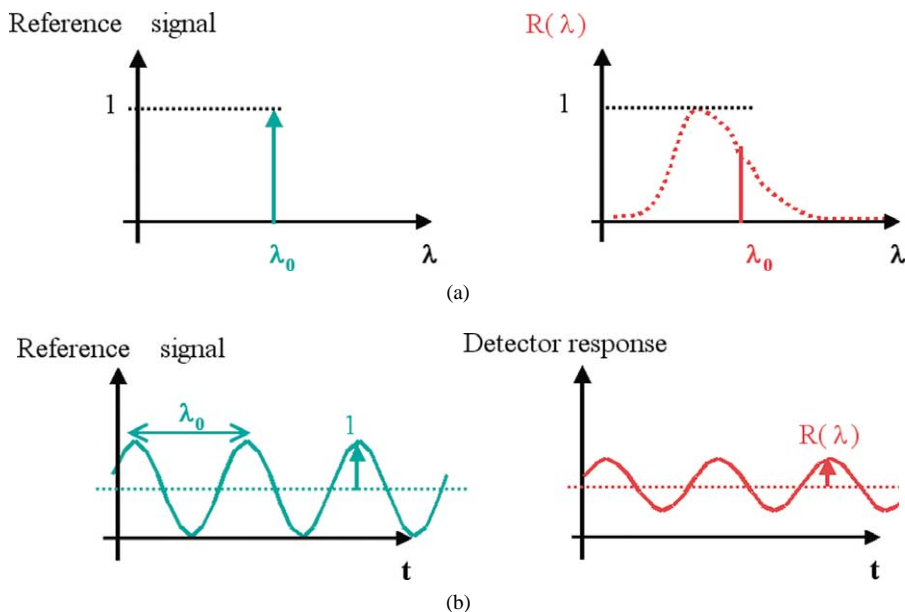 Reference signal
R(λ)
1
1
λ₀
λ
λ₀
λ
(a)
Reference signal
Detector response
λ₀
1
R(λ)
t
t
(b)